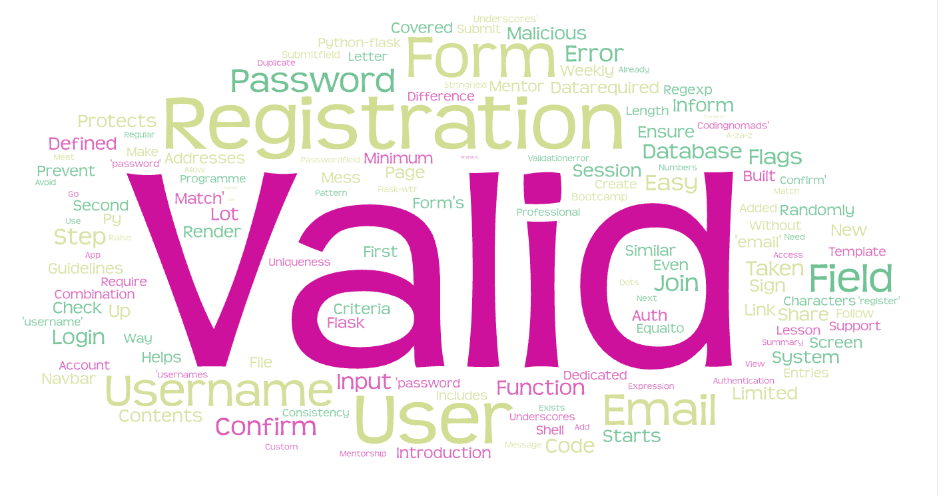 Underscores'
Covered Submit Malicious
Python-flask Form Error
Submitfield Letter
Duplicate Weekly Already
Password Stringfield Mentor Datarequired Regexp
Difference
Registration Length Inform
Protects Codingnomads'
Regular Ensure A-za-z
Defined Make Database
Meet 'password' Addresses Passwordfield Minimum Validationerror Flags
Prevent Allow Page Session Numbers Built Confirm'
Avoid Programme Mess Flask-wtf Create Easy Match
Go Match' Pattern Bootcamp
Second Lot Form's Professional Added Randomly
Use Py Without New
Step Raise Render First Similar 'email' Need
App Uniqueness Even Access Template
Guidelines Valid Taken Field
Require Dots Join Sign
Combination Next Characters 'register'
Check Up Criteria Auth Link Share Follow
'username' Flask Equalto Lesson Support
Login Way Summary Screen
Helps File View System
Account 'usernames Dedicated Entries
Navbar Input 'password Function Expression Authentication
Username Includes Limited
Contents Consistency User Exists Email
Confirm Underscores
Shell Add Starts
Custom Message Code
Mentorship Introduction